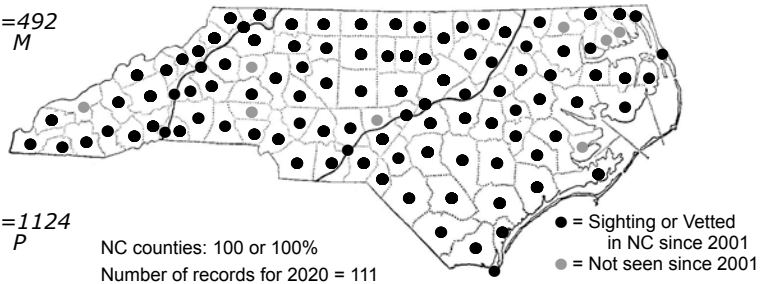 =492
M
=1124
P
NC counties: 100 or 100%
Number of records for 2020 = 111
= Sighting or Vetted
in NC since 2001
= Not seen since 2001